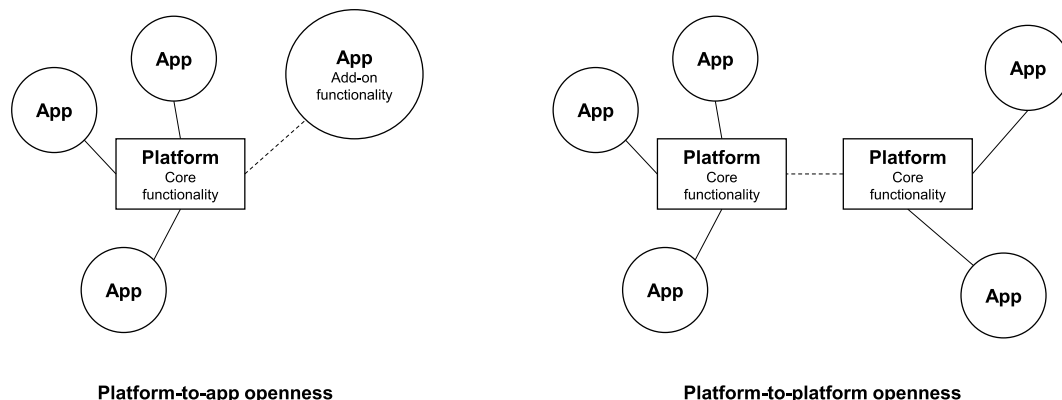 App
App
App
Add-on
functionality
Platform
Core
functionality
App
Platform-to-app openness
App
App
App
Platform
Core
functionality
Platform
Core
functionality
App
App
Platform-to-platform openness